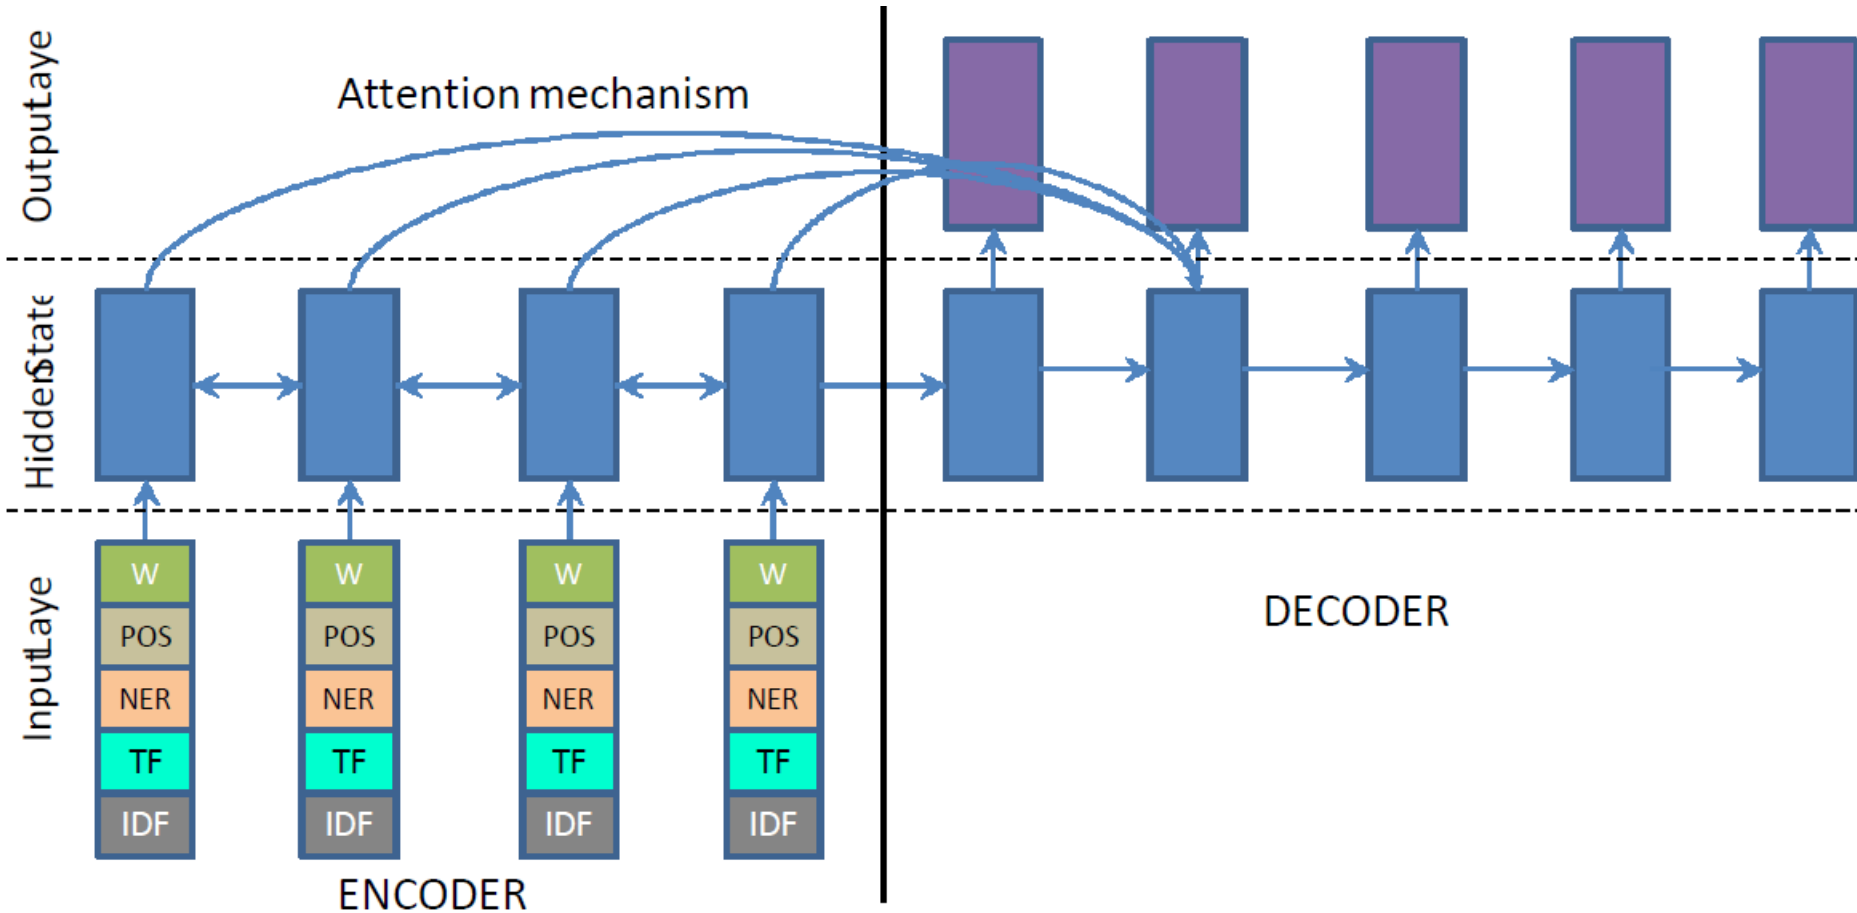 OutputLaye
Attention mechanism
HiddenState
InputLaye
W W W W
POS POS POS POS
NER NER NER NER
TF TF TF TF
IDF IDF IDF IDF
DECODER
ENCODER